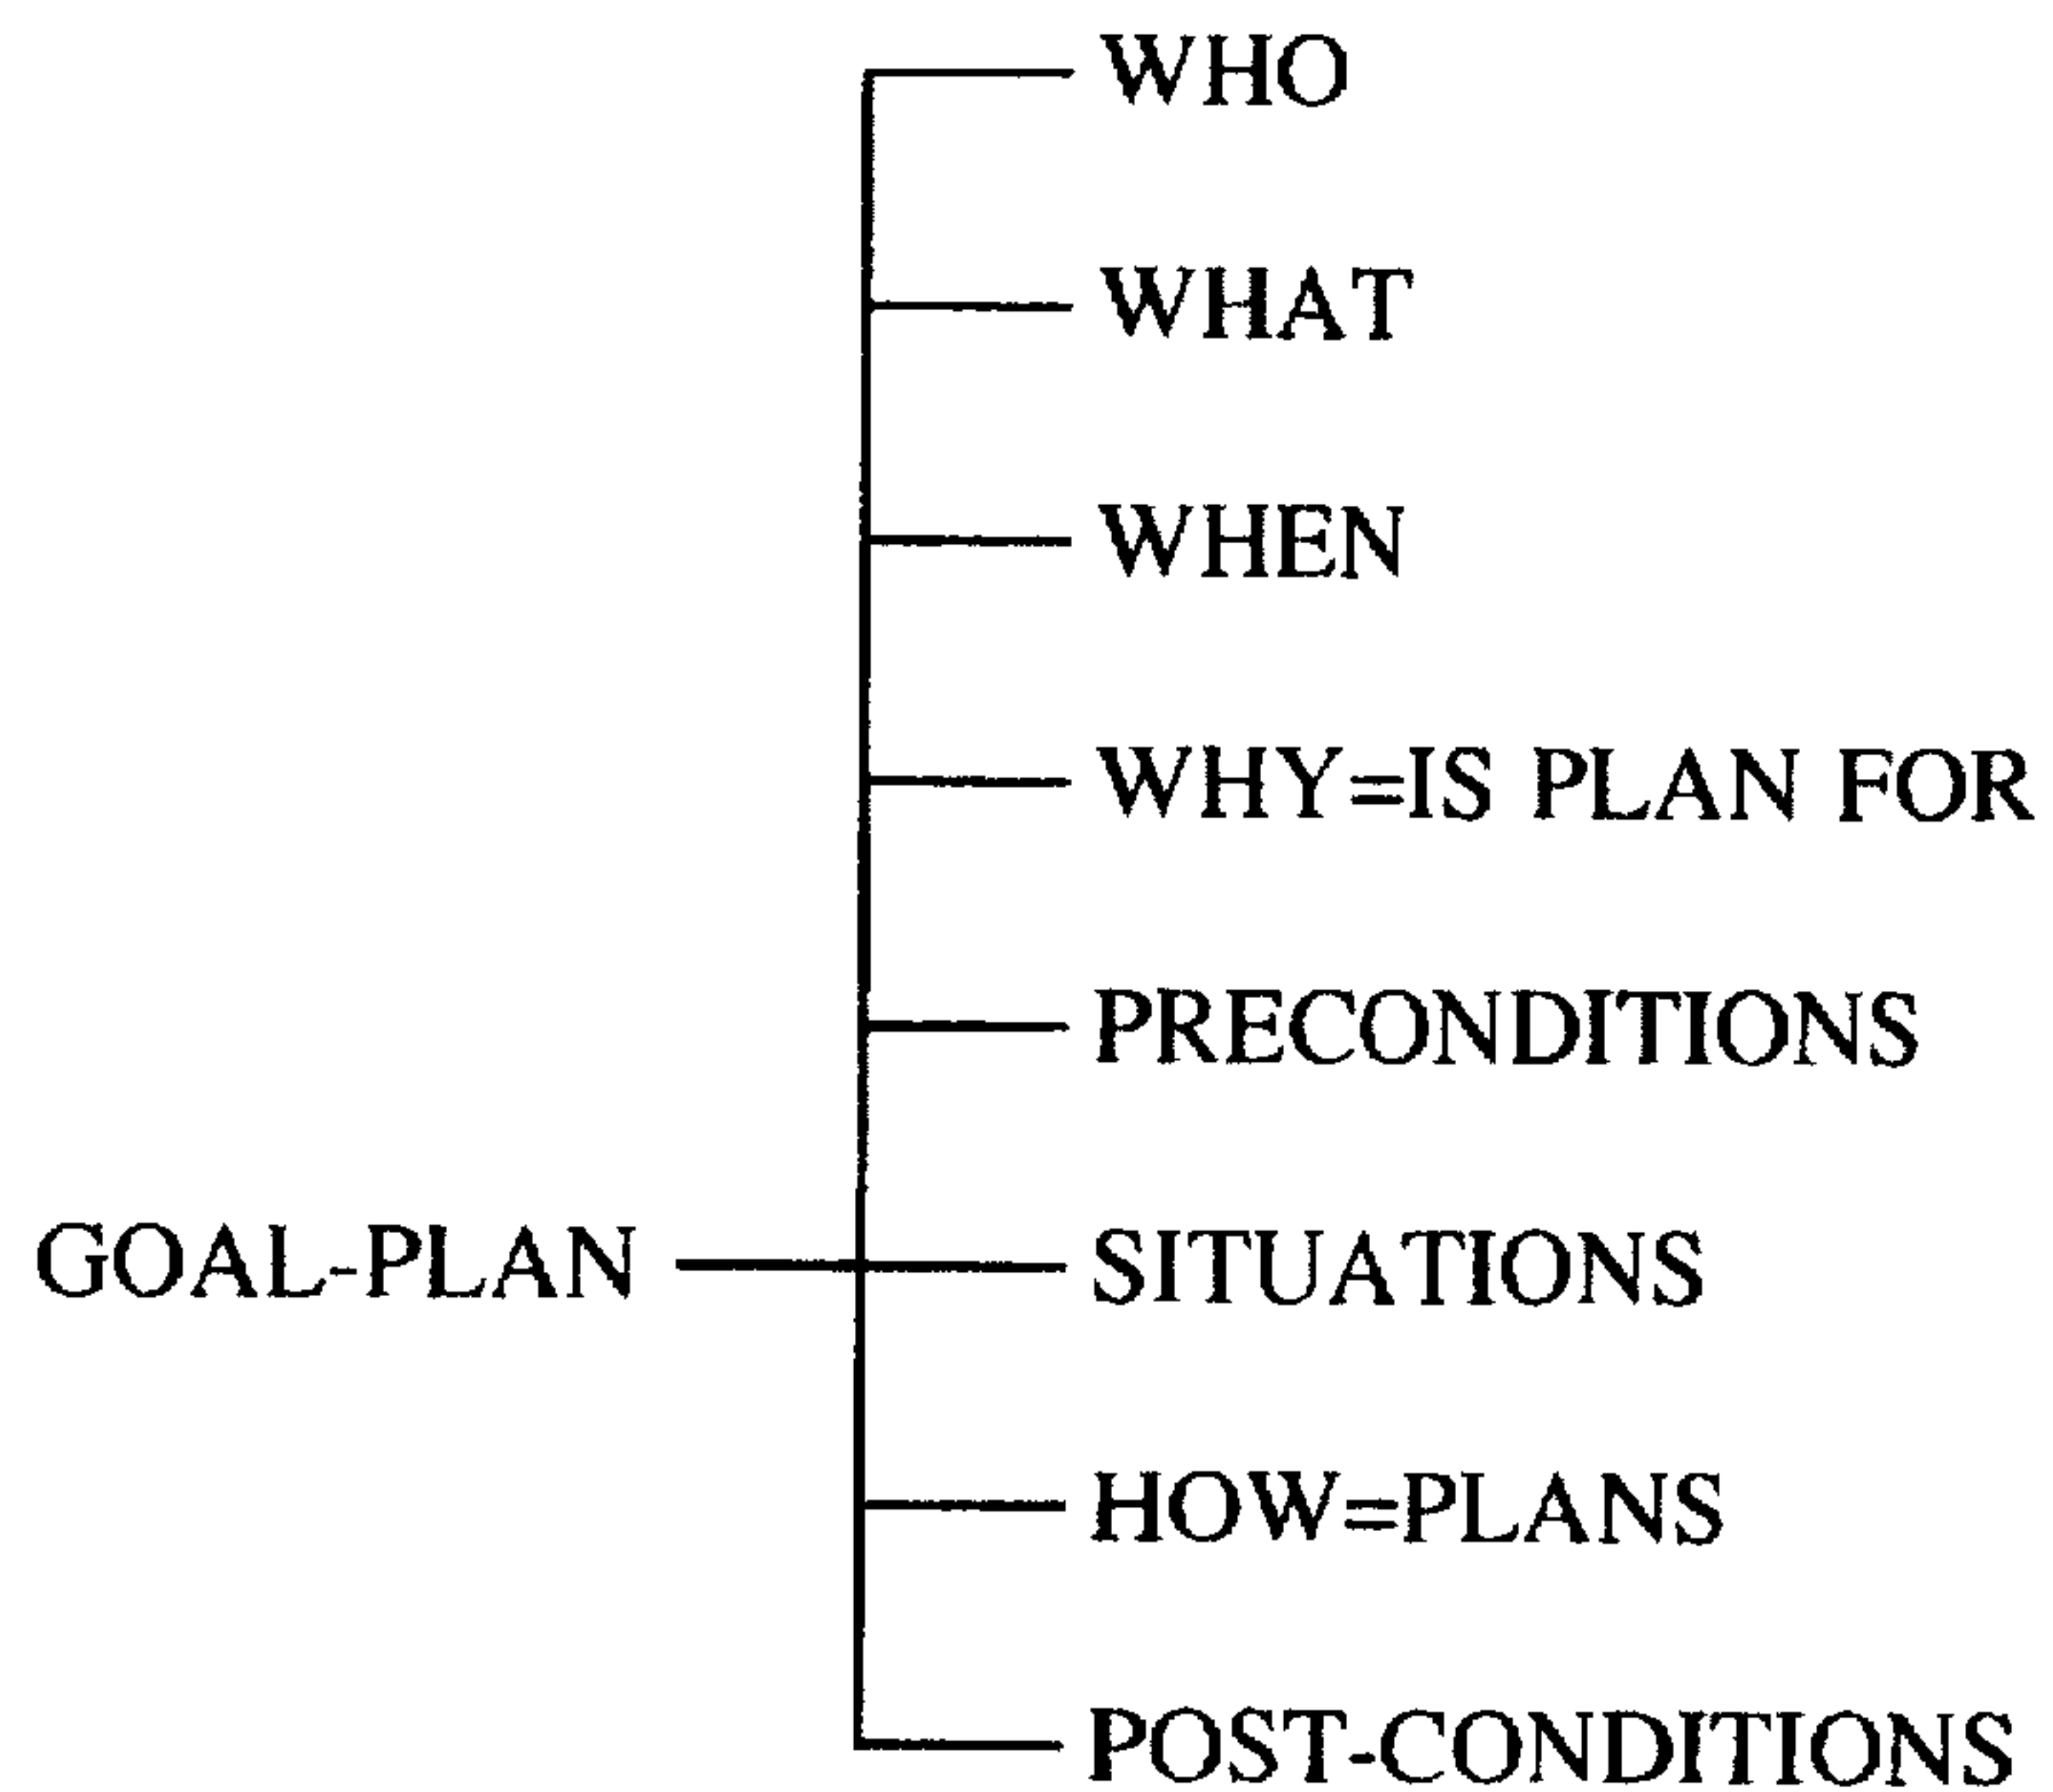 WHO
WHAT
WHEN
WHY=IS PLAN FOR
PRECONDITIONS
GOAL-PLAN
SITUATIONS
HOW=PLANS
POST-CONDITIONS